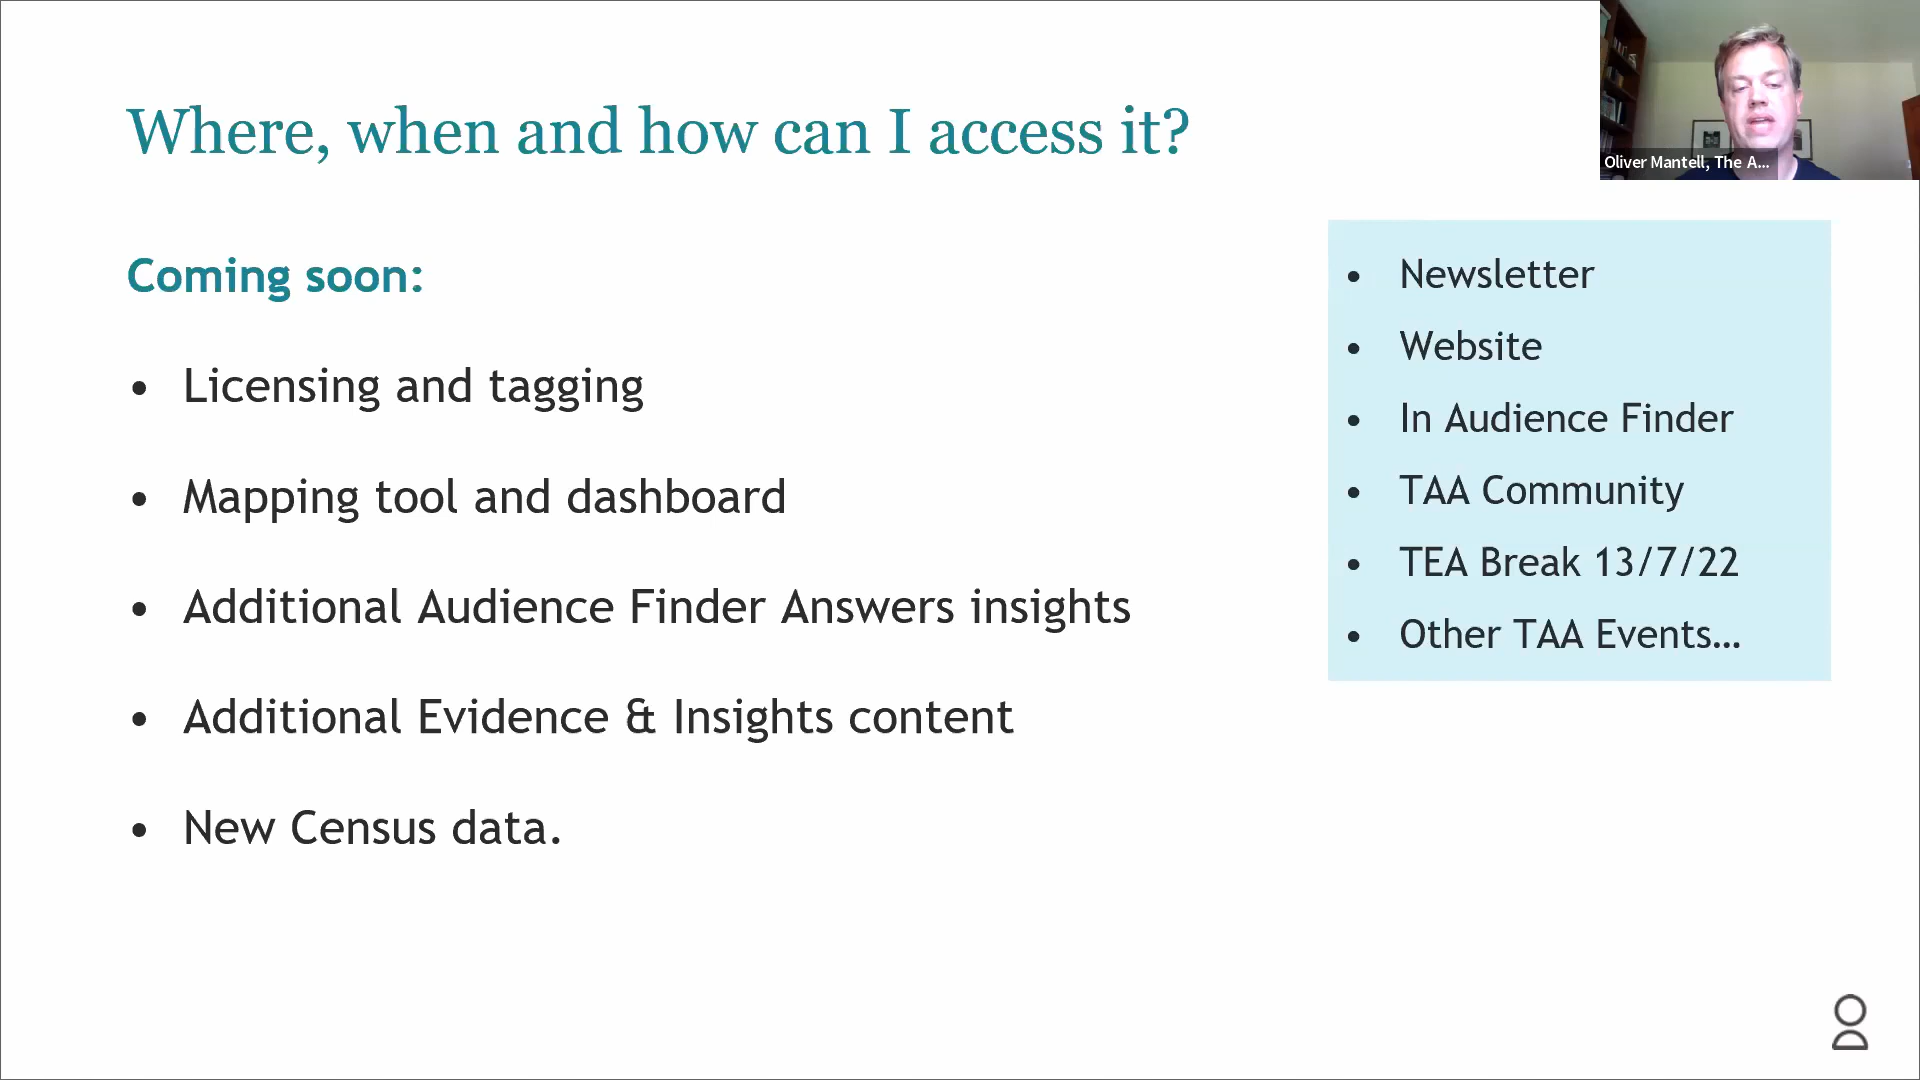 Where, when and how can I access it?
Oliver Mantell, The A...
Coming soon:
• Licensing and tagging
• Mapping tool and dashboard
• Additional Audience Finder Answers insights
• Additional Evidence & Insights content
• New Census data.
• Newsletter
• Website
• In Audience Finder
• TAA Community
• TEA Break 13/7/22
• Other TAA Events…